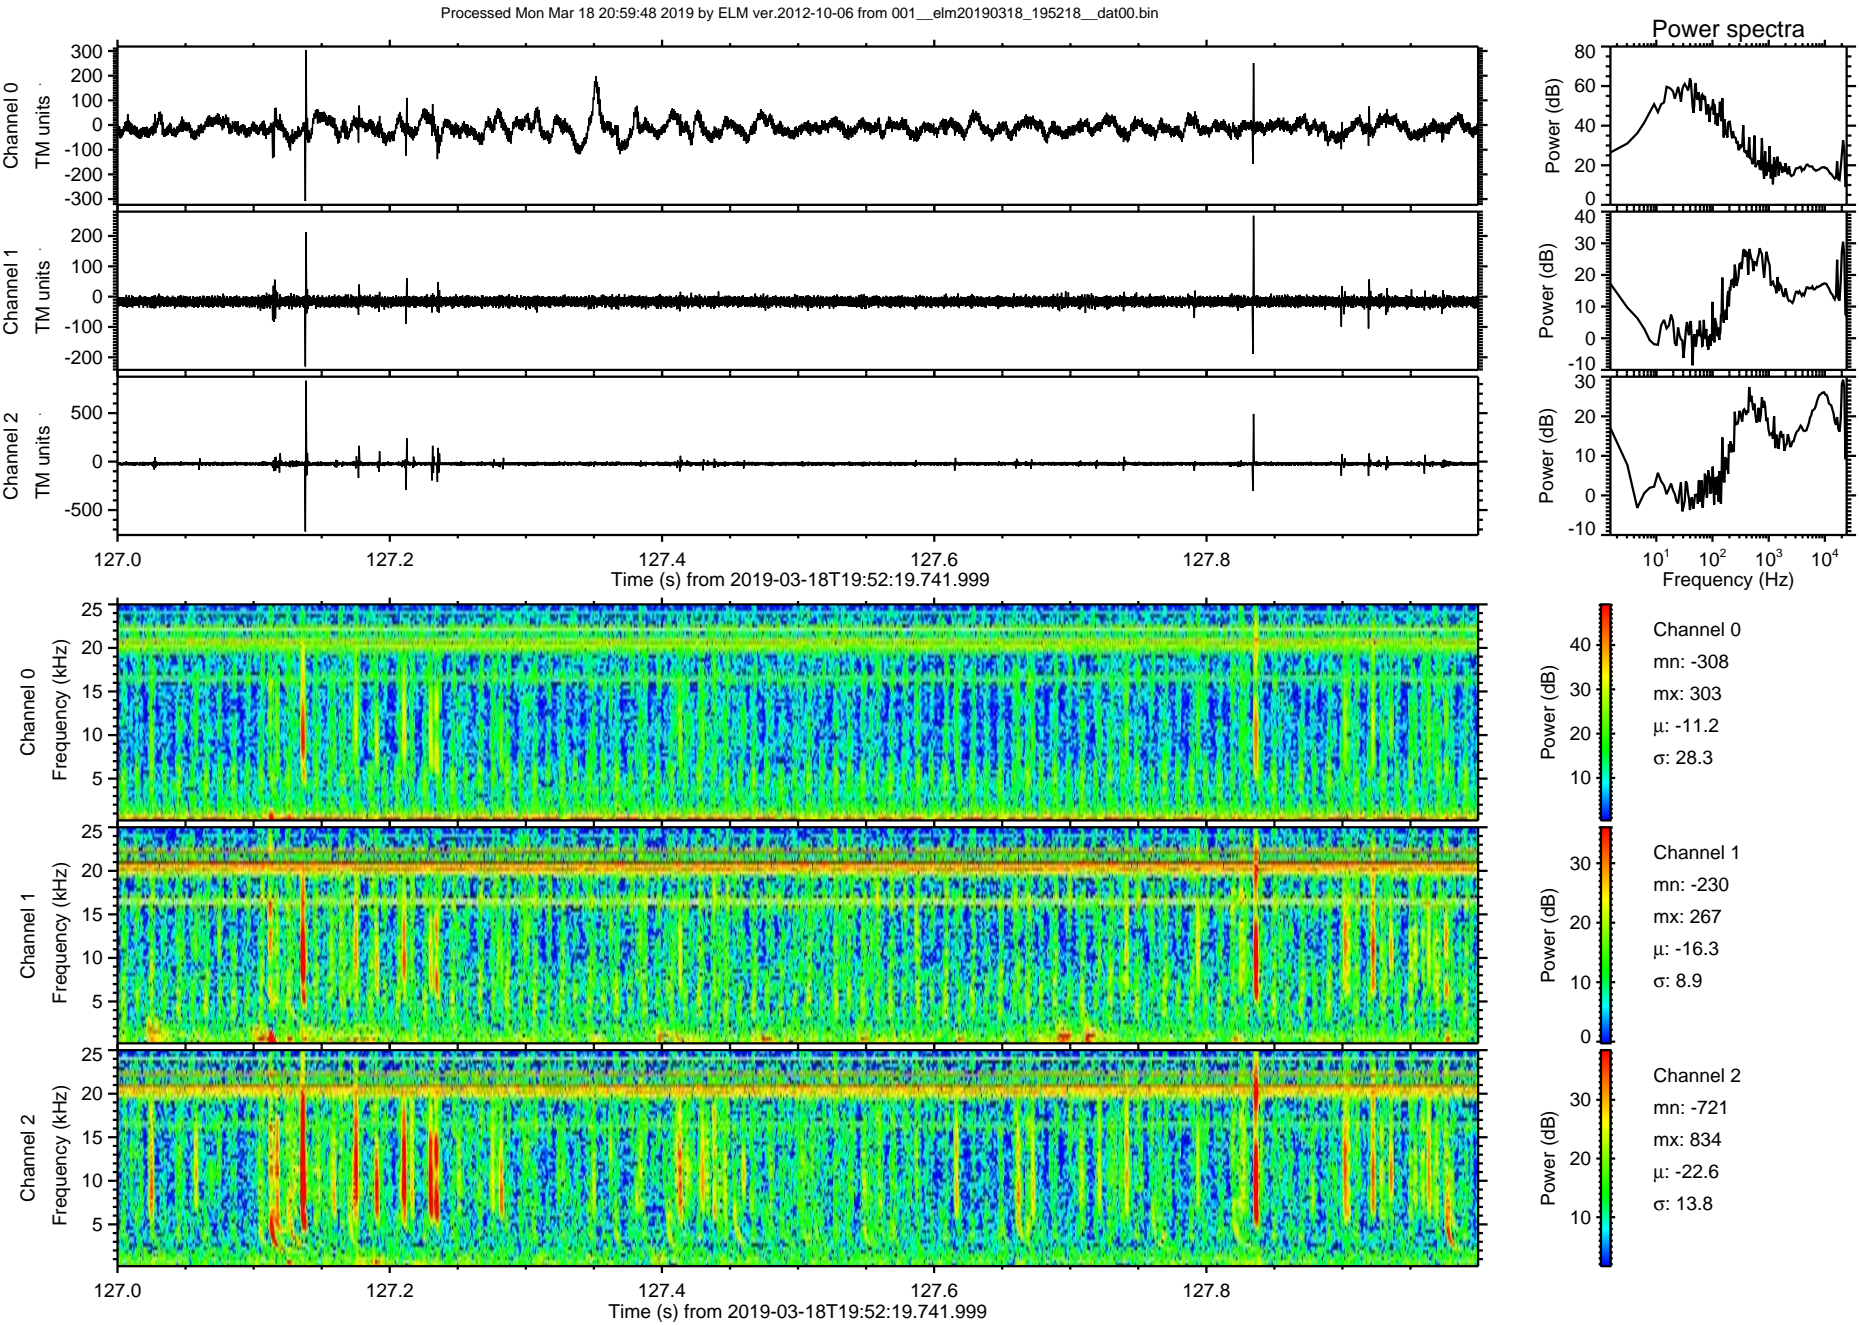 Processed Mon Mar 18 20:59:48 2019 by ELM ver.2012-10-06 from 001__elm20190318_195218__dat00.bin
Power spectra
Channel 0
TM units
300
200
100
0
-100
-200
-300
Power (dB)
80
60
40
20
0
Channel 1
TM units
200
100
0
-100
-200
Power (dB)
40
30
20
10
0
-10
Channel 2
TM units
500
0
-500
Power (dB)
30
20
10
0
-10
127.0 127.2 127.4 127.6 127.8
Time (s) from 2019-03-18T19:52:19.741.999
10¹ 10² 10³ 10⁴
Frequency (Hz)
Channel 0
Frequency (kHz)
25
20
15
10
5
Power (dB)
40
30
20
10
Channel 0
mn: -308
mx: 303
μ: -11.2
σ: 28.3
Channel 1
Frequency (kHz)
25
20
15
10
5
Power (dB)
30
20
10
0
Channel 1
mn: -230
mx: 267
μ: -16.3
σ: 8.9
Channel 2
Frequency (kHz)
25
20
15
10
5
Power (dB)
30
20
10
Channel 2
mn: -721
mx: 834
μ: -22.6
σ: 13.8
127.0 127.2 127.4 127.6 127.8
Time (s) from 2019-03-18T19:52:19.741.999